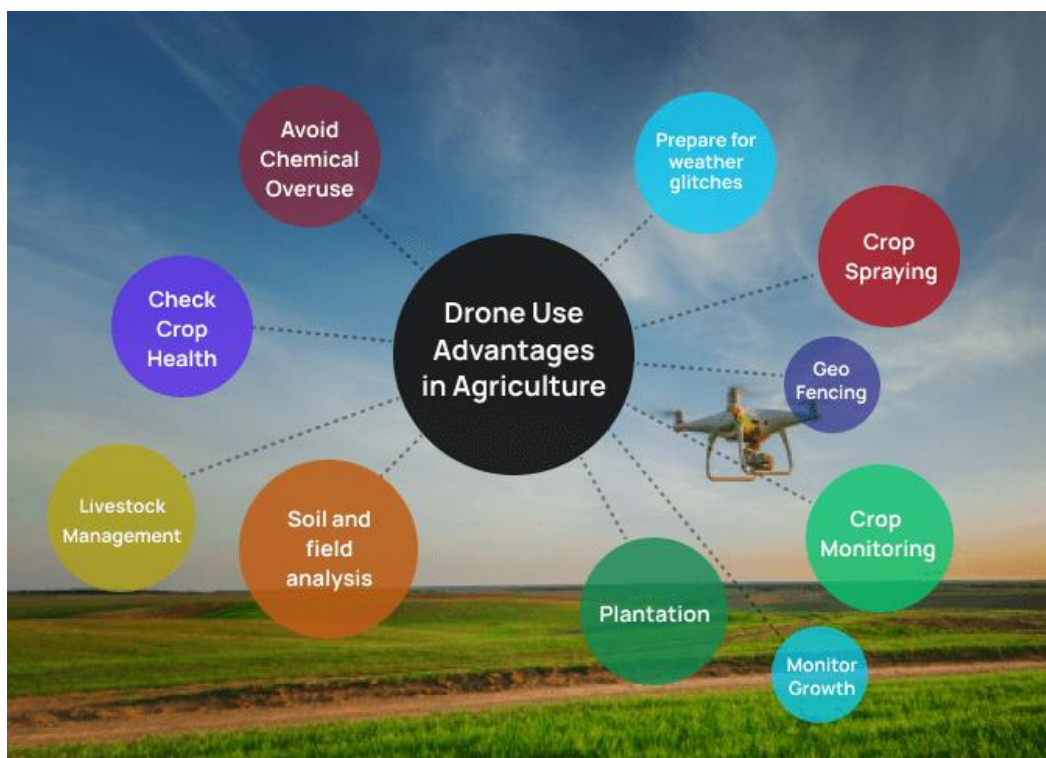 Avoid
Chemical
Overuse
Prepare for
weather
glitches
Crop
Spraying
Check
Crop
Health
Drone Use
Advantages
in Agriculture
Geo
Fencing
Livestock
Management
Soil and
field
analysis
Crop
Monitoring
Plantation
Monitor
Growth